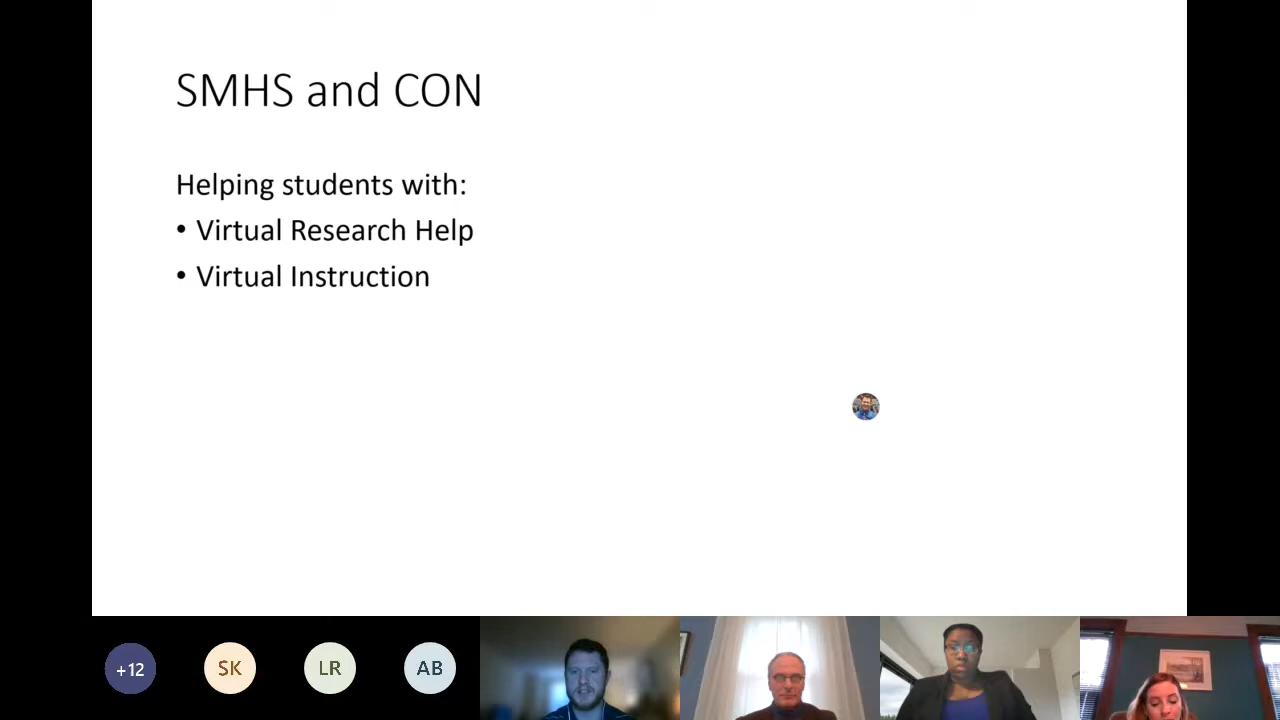 SMHS and CON
Helping students with:
• Virtual Research Help
• Virtual Instruction
+12
SK
LR
AB